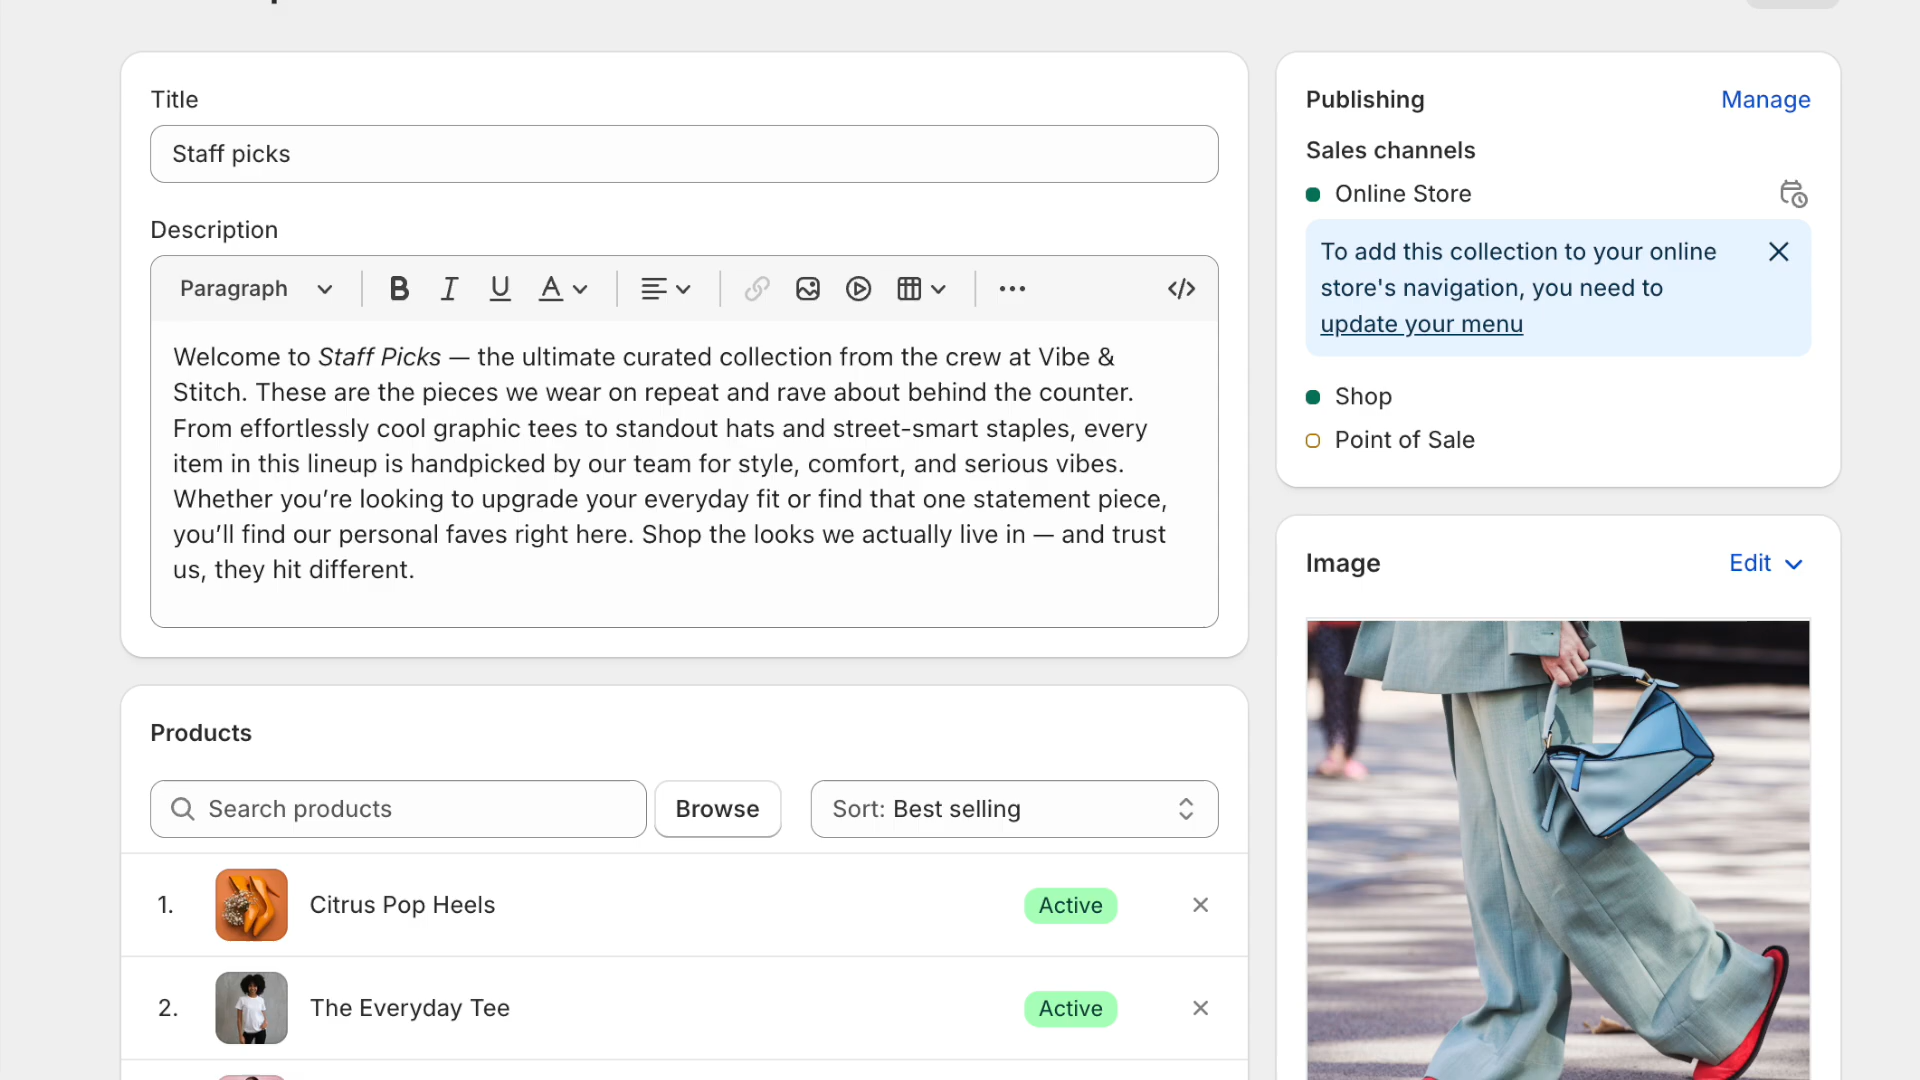 Title
Staff picks
Description
Paragraph
B I U A
Welcome to Staff Picks — the ultimate curated collection from the crew at Vibe &
Stitch. These are the pieces we wear on repeat and rave about behind the counter.
From effortlessly cool graphic tees to standout hats and street-smart staples, every
item in this lineup is handpicked by our team for style, comfort, and serious vibes.
Whether you’re looking to upgrade your everyday fit or find that one statement piece,
you’ll find our personal faves right here. Shop the looks we actually live in — and trust
us, they hit different.
Products
Search products
Browse
Sort: Best selling
1.
Citrus Pop Heels
Active
2.
The Everyday Tee
Active
Publishing
Manage
Sales channels
Online Store
To add this collection to your online
store's navigation, you need to
update your menu
Shop
Point of Sale
Image
Edit